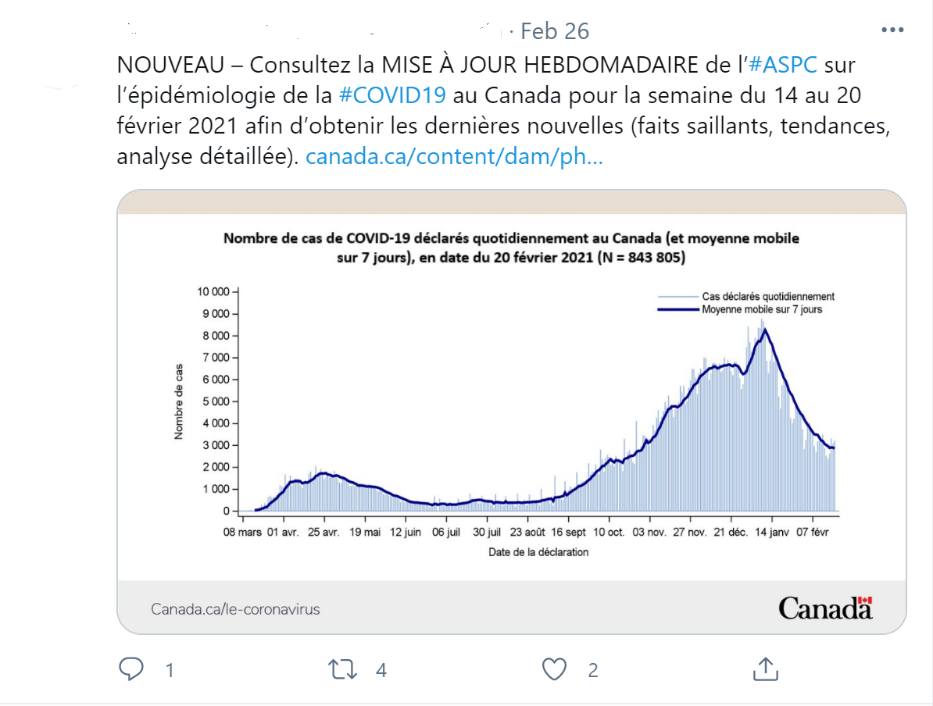 · Feb 26
NOUVEAU – Consultez la MISE À JOUR HEBDOMADAIRE de l’#ASPC sur
l’épidémiologie de la #COVID19 au Canada pour la semaine du 14 au 20
février 2021 afin d’obtenir les dernières nouvelles (faits saillants, tendances,
analyse détaillée). canada.ca/content/dam/ph...
Nombre de cas de COVID-19 déclarés quotidiennement au Canada (et moyenne mobile
sur 7 jours), en date du 20 février 2021 (N = 843 805)
Cas déclarés quotidiennement
Moyenne mobile sur 7 jours
Nombre de cas
10 000
9 000
8 000
7 000
6 000
5 000
4 000
3 000
2 000
1 000
0
08 mars 01 avr. 25 avr. 19 mai 12 juin 06 juil 30 juil 23 août 16 sept 10 oct. 03 nov. 27 nov. 21 déc. 14 janv 07 févr
Date de la déclaration
Canada.ca/le-coronavirus
Canada
1 4 2